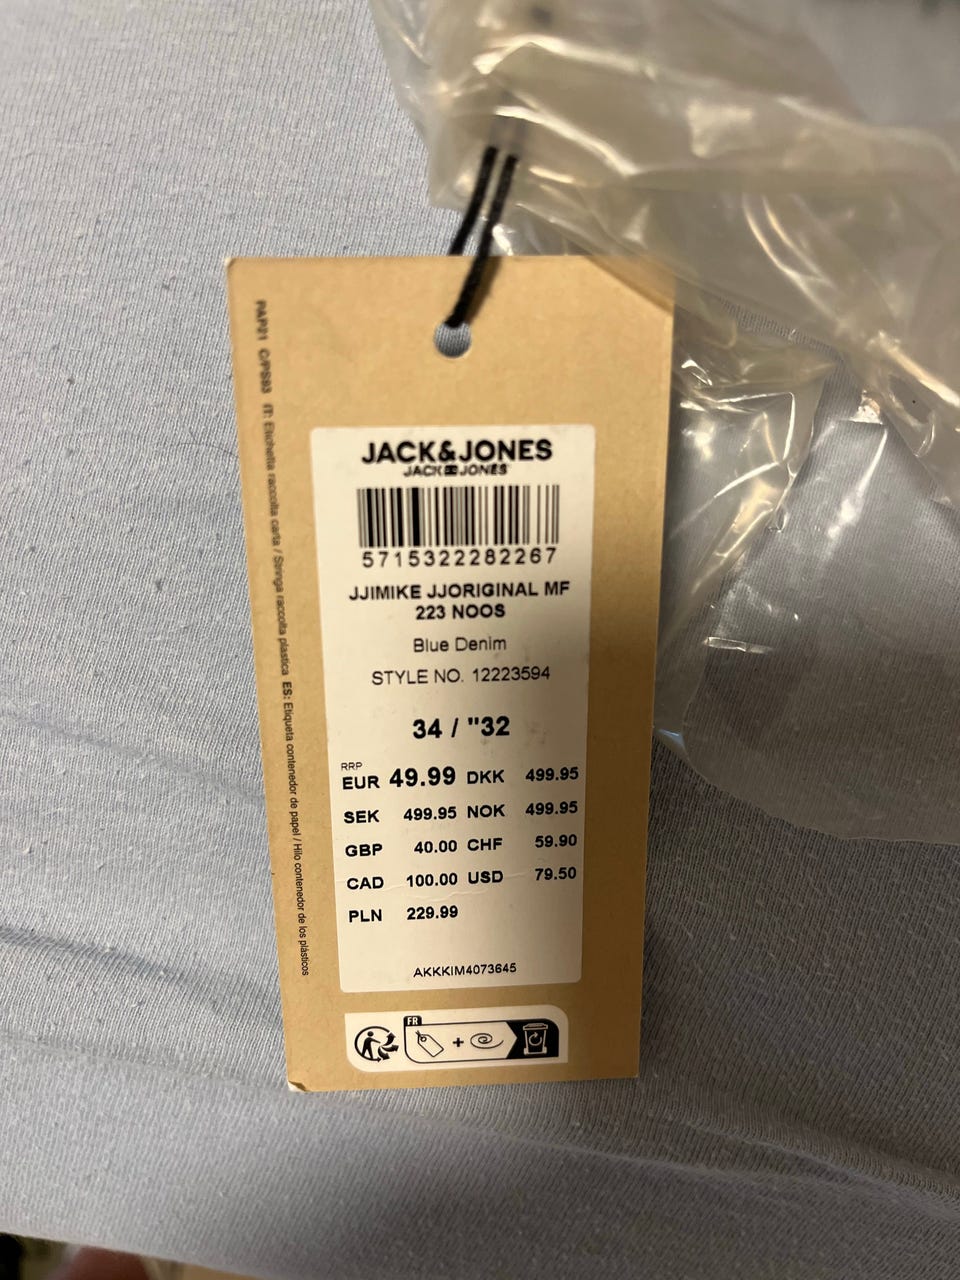 PAP21 C/PS93 IT: Etichetta raccolta carta / Stringa raccolta plastica ES: Etiqueta contenedor de papel / Hilo contenedor de los plásticos
JACK&JONES
JACK JONES
5715322282267
JJIMIKE JJORIGINAL MF
223 NOOS
Blue Denim
STYLE NO. 12223594
34 / "32
RRP
EUR 49.99 DKK 499.95
SEK 499.95 NOK 499.95
GBP 40.00 CHF 59.90
CAD 100.00 USD 79.50
PLN 229.99
AKKKIM4073645
FR
+